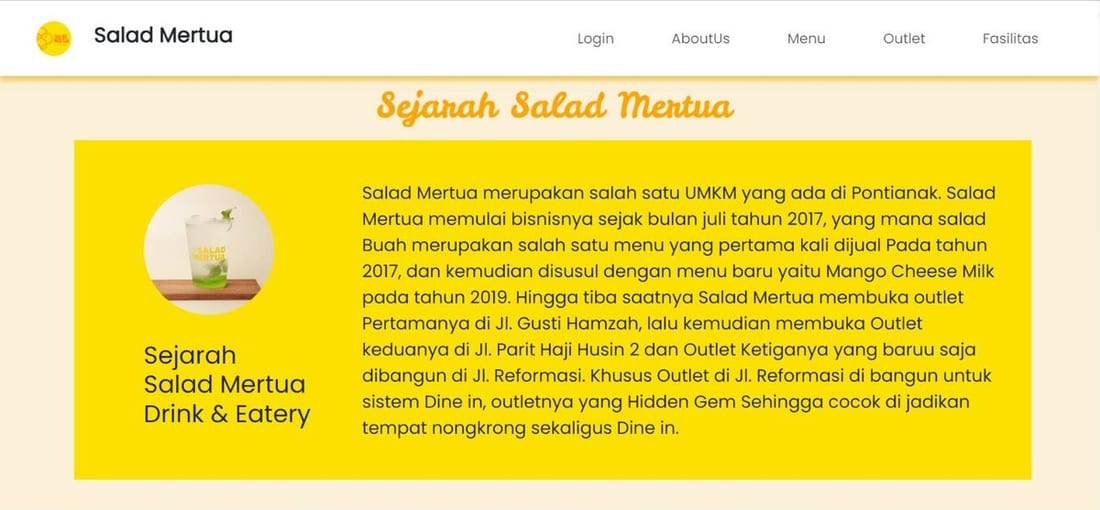 Salad Mertua
Login AboutUs Menu Outlet Fasilitas
Sejarah Salad Mertua
SALAD
MERTUA
Sejarah
Salad Mertua
Drink & Eatery
Salad Mertua merupakan salah satu UMKM yang ada di Pontianak. Salad
Mertua memulai bisnisnya sejak bulan juli tahun 2017, yang mana salad
Buah merupakan salah satu menu yang pertama kali dijual Pada tahun
2017, dan kemudian disusul dengan menu baru yaitu Mango Cheese Milk
pada tahun 2019. Hingga tiba saatnya Salad Mertua membuka outlet
Pertamanya di Jl. Gusti Hamzah, lalu kemudian membuka Outlet
keduanya di Jl. Parit Haji Husin 2 dan Outlet Ketiganya yang baruu saja
dibangun di Jl. Reformasi. Khusus Outlet di Jl. Reformasi di bangun untuk
sistem Dine in, outletnya yang Hidden Gem Sehingga cocok di jadikan
tempat nongkrong sekaligus Dine in.